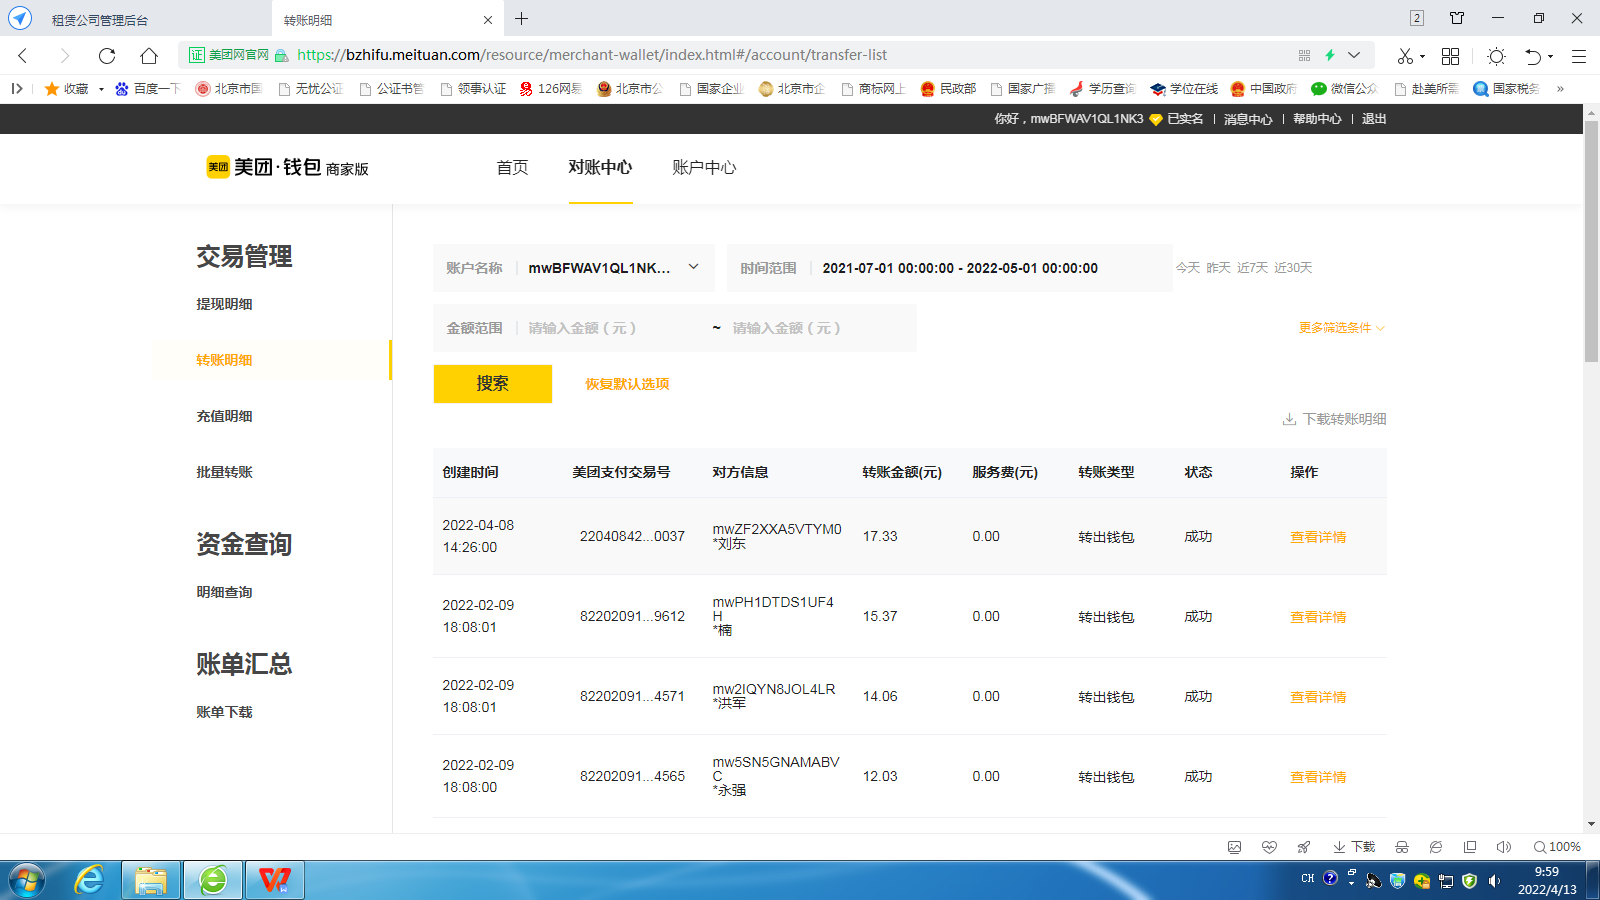 租赁公司管理后台
转账明细
2
证 美团网官网 https://bzhifu.meituan.com/resource/merchant-wallet/index.html#/account/transfer-list
收藏 百度一下 北京市国 无忧公证 公证书管 领事认证 126网易 北京市公 国家企业 北京市企 商标网上 民政部 国家广播 学历查询 学位在线 中国政府 微信公众 赴美所需 国家税务 »
你好，mwBFWAV1QL1NK3 已实名 | 消息中心 | 帮助中心 | 退出
美团 美团·钱包 商家版
首页 对账中心 账户中心
交易管理
提现明细
转账明细
充值明细
批量转账
资金查询
明细查询
账单汇总
账单下载
账户名称 mwBFWAV1QL1NK... 时间范围 2021-07-01 00:00:00 - 2022-05-01 00:00:00 今天 昨天 近7天 近30天
金额范围 请输入金额（元） ~ 请输入金额（元） 更多筛选条件
搜索 恢复默认选项
下载转账明细
创建时间 美团支付交易号 对方信息 转账金额(元) 服务费(元) 转账类型 状态 操作
2022-04-08
14:26:00
22040842...0037
mwZF2XXA5VTYM0
*刘东
17.33 0.00 转出钱包 成功 查看详情
2022-02-09
18:08:01
82202091...9612
mwPH1DTDS1UF4
H
*楠
15.37 0.00 转出钱包 成功 查看详情
2022-02-09
18:08:01
82202091...4571
mw2IQYN8JOL4LR
*洪军
14.06 0.00 转出钱包 成功 查看详情
2022-02-09
18:08:00
82202091...4565
mw5SN5GNAMABV
C
*永强
12.03 0.00 转出钱包 成功 查看详情
下载 100%
CH
9:59
2022/4/13